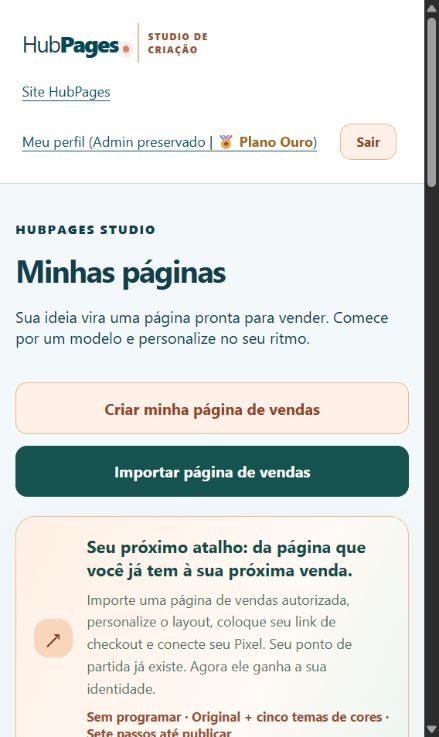 HubPages
STUDIO DE
CRIAÇÃO
Site HubPages
Meu perfil (Admin preservado | 🏅 Plano Ouro)
Sair
HUBPAGES STUDIO
Minhas páginas
Sua ideia vira uma página pronta para vender. Comece
por um modelo e personalize no seu ritmo.
Criar minha página de vendas
Importar página de vendas
Seu próximo atalho: da página que
você já tem à sua próxima venda.
Importe uma página de vendas autorizada,
personalize o layout, coloque seu link de
checkout e conecte seu Pixel. Seu ponto de
partida já existe. Agora ele ganha a sua
identidade.
Sem programar · Original + cinco temas de cores ·
Sete passos até publicar